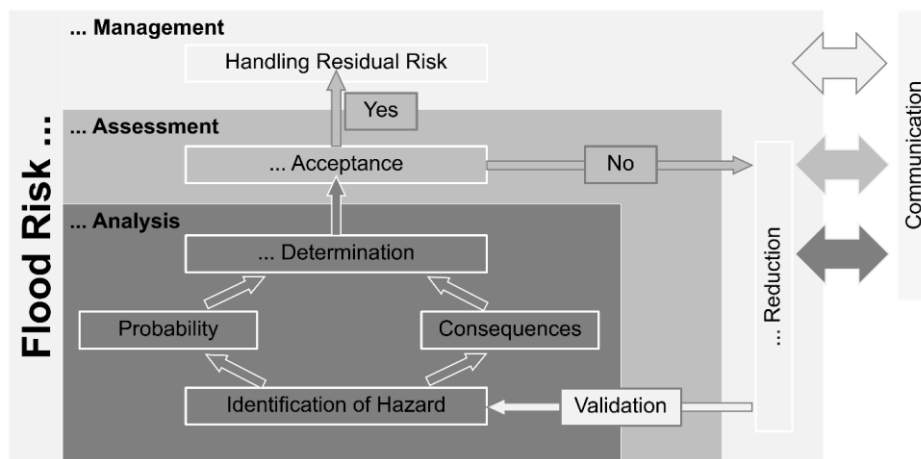 Flood Risk ...
... Management
Handling Residual Risk
Yes
... Assessment
... Acceptance
No
... Analysis
... Determination
Probability
Consequences
Identification of Hazard
Validation
... Reduction
Communication